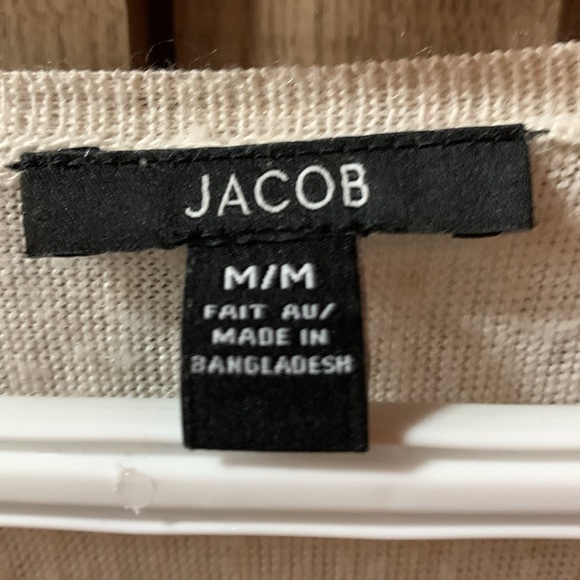 JACOB
M/M
FAIT AU/
MADE IN
BANGLADESH